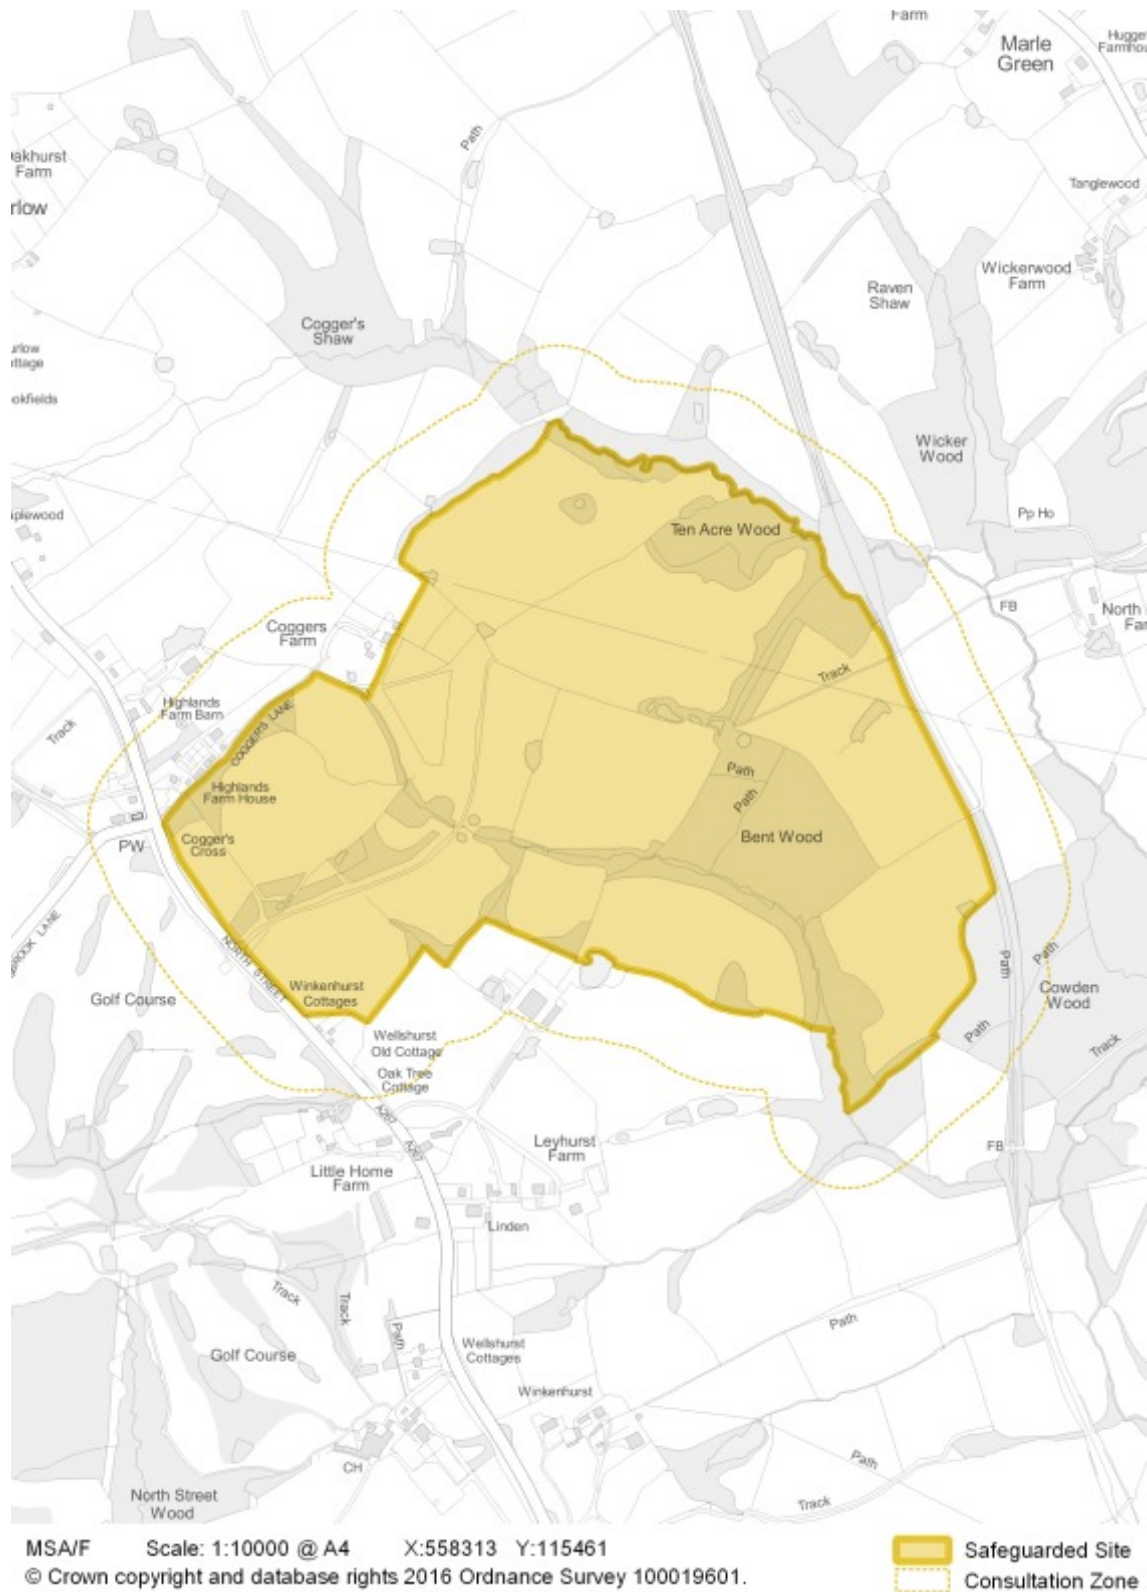 Farm
Marle
Green
Farm
rlow
Path
Tanglewood
Wickerwood
Farm
Raven
Shaw
Cogger's
Shaw
Wicker
Wood
Pp Ho
Ten Acre Wood
FB
North
Coggers
Farm
Track
Highlands
Farm Barn
Track
COGGERS LANE
Highlands
Farm House
Path
Path
Bent Wood
Cogger's
Cross
PW
LANE
NORTH STREET
Golf Course
Winkenhurst
Cottages
Path
Path
Cowden
Wood
Path
Track
Wellshurst
Old Cottage
Oak Tree
Cottage
A267
A267
Leyhurst
Farm
FB
Little Home
Farm
Linden
Track
Track
Path
Path
Golf Course
Wellshurst
Cottages
Winkenhurst
CH
Path
North Street
Wood
Track
MSA/F Scale: 1:10000 @ A4 X:558313 Y:115461
© Crown copyright and database rights 2016 Ordnance Survey 100019601.
Safeguarded Site
Consultation Zone